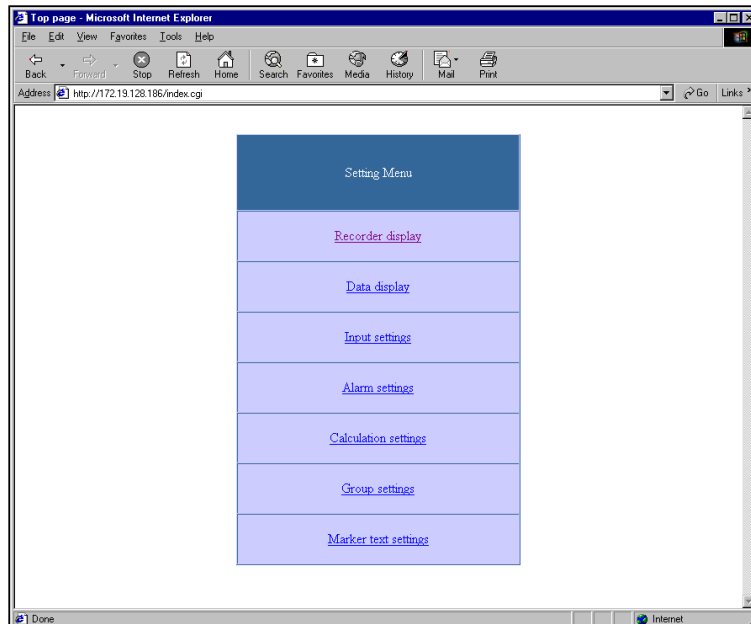 Top page - Microsoft Internet Explorer
File Edit View Favorites Tools Help
Back Forward Stop Refresh Home Search Favorites Media History Mail Print
Address http://172.19.128.186/index.cgi Go Links »
Setting Menu
Recorder display
Data display
Input settings
Alarm settings
Calculation settings
Group settings
Marker text settings
Done Internet